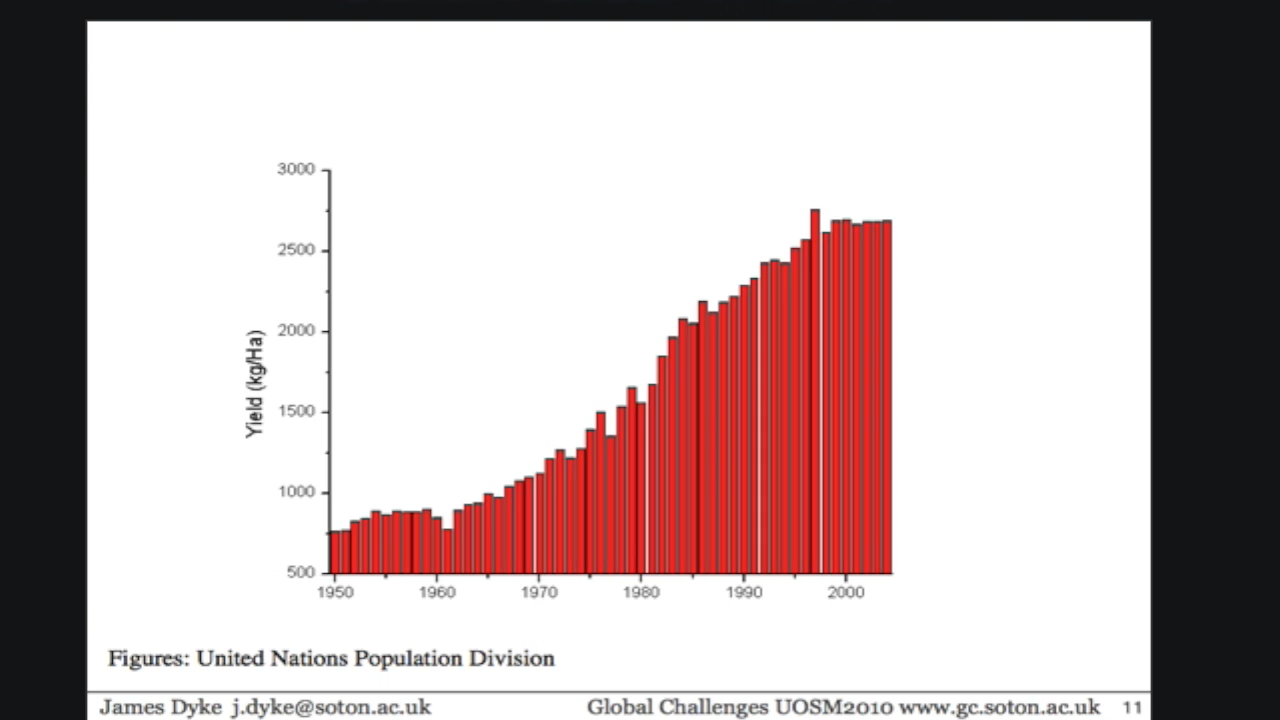 3000
2500
2000
1500
1000
500
Yield (kg/Ha)
1950 1960 1970 1980 1990 2000
Figures: United Nations Population Division
James Dyke j.dyke@soton.ac.uk Global Challenges UOSM2010 www.gc.soton.ac.uk 11